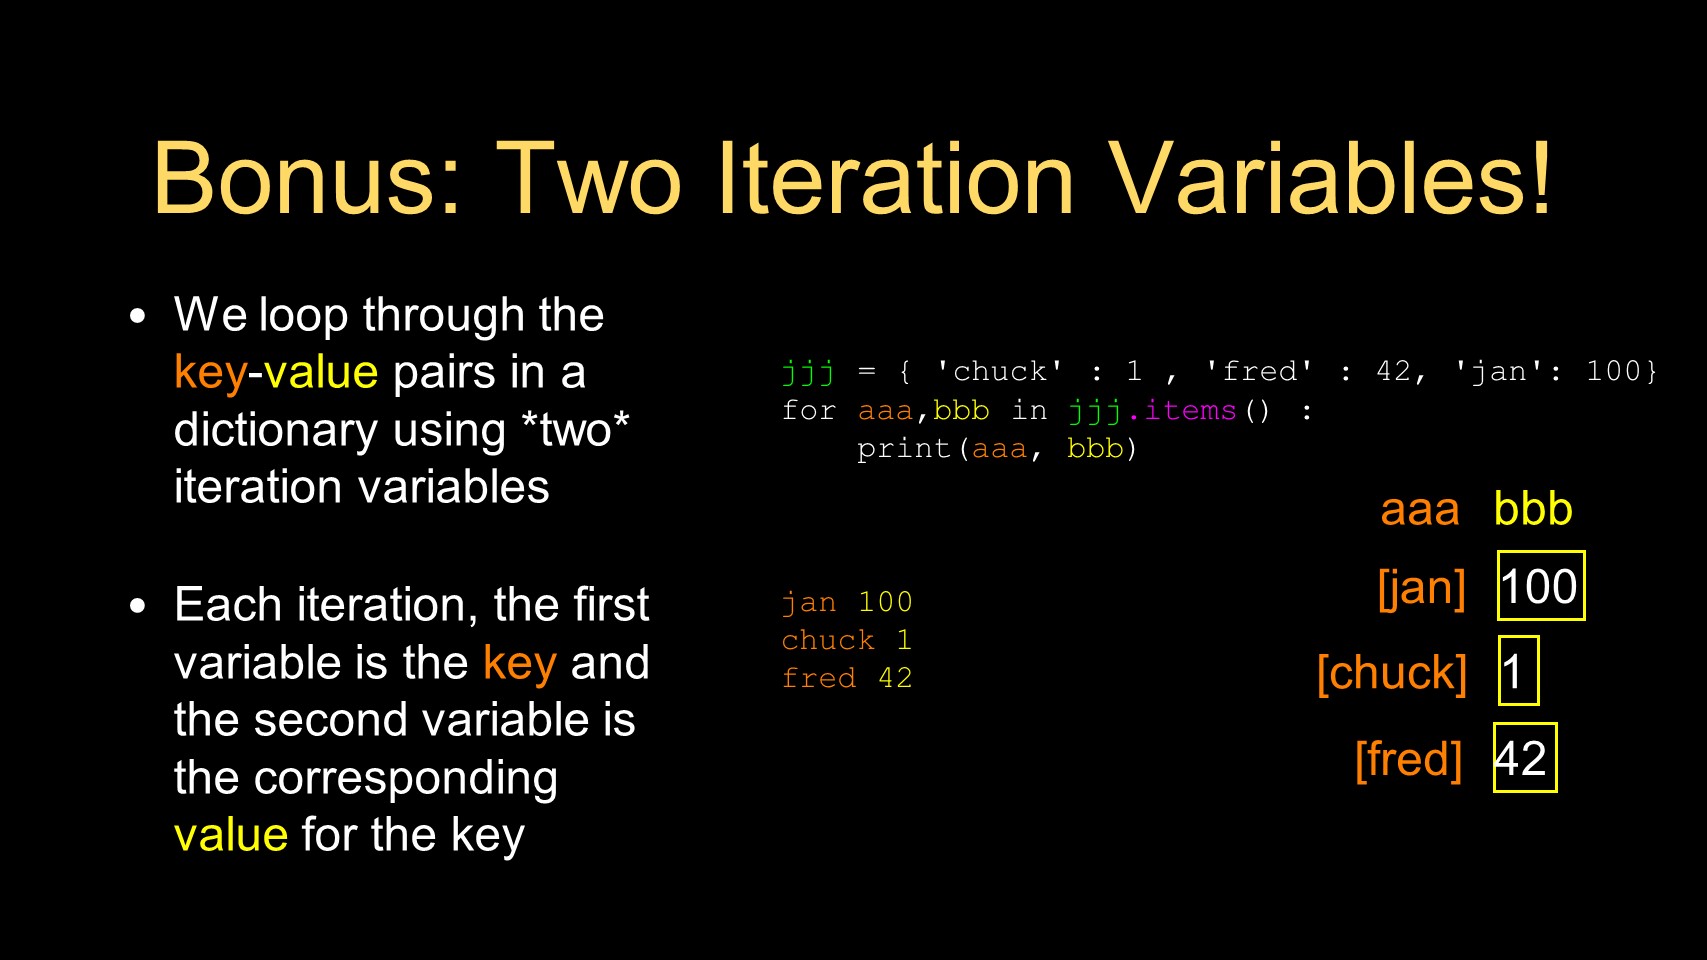 Bonus: Two Iteration Variables!
• We loop through the
key-value pairs in a
dictionary using *two*
iteration variables
• Each iteration, the first
variable is the key and
the second variable is
the corresponding
value for the key
jjj = { 'chuck' : 1 , 'fred' : 42, 'jan': 100}
for aaa,bbb in jjj.items() :
    print(aaa, bbb)
jan 100
chuck 1
fred 42
aaa bbb
[jan] 100
[chuck] 1
[fred] 42